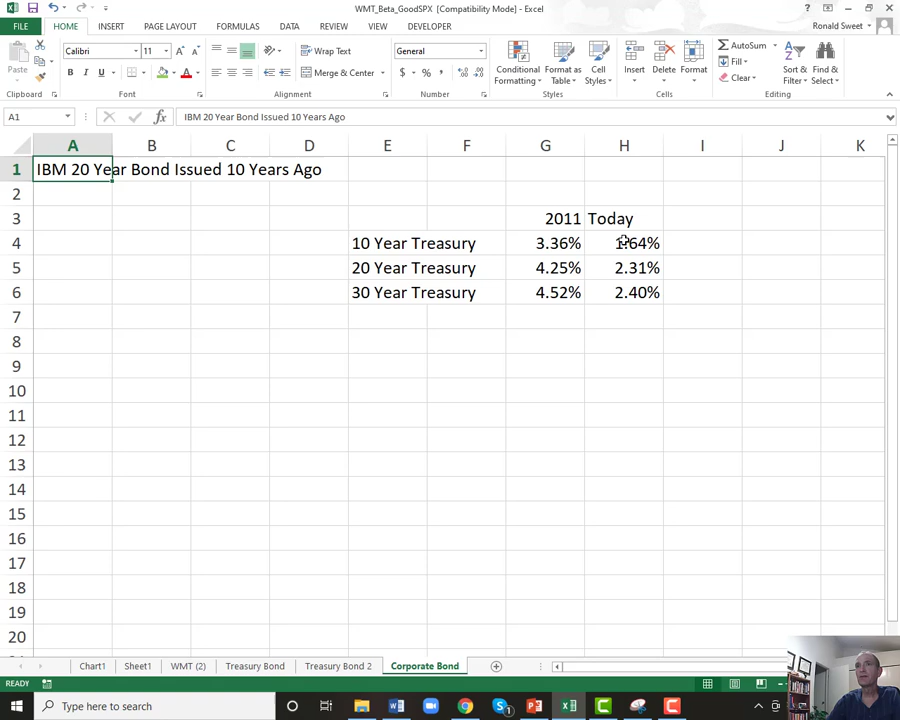 WMT_Beta_GoodSPX [Compatibility Mode] - Excel
FILE HOME INSERT PAGE LAYOUT FORMULAS DATA REVIEW VIEW DEVELOPER Ronald Sweet
Calibri 11 Wrap Text General AutoSum
Paste Conditional Formatting Format as Table Cell Styles Insert Delete Format Fill Sort & Filter Find & Select
B I U Merge & Center $ % Clear
Clipboard Font Alignment Number Styles Cells Editing
A1 fx IBM 20 Year Bond Issued 10 Years Ago
A B C D E F G H I J K
1 IBM 20 Year Bond Issued 10 Years Ago
2
3 2011 Today
4 10 Year Treasury 3.36% 1.64%
5 20 Year Treasury 4.25% 2.31%
6 30 Year Treasury 4.52% 2.40%
7
8
9
10
11
12
13
14
15
16
17
18
19
20
Chart1 Sheet1 WMT (2) Treasury Bond Treasury Bond 2 Corporate Bond
READY
Type here to search